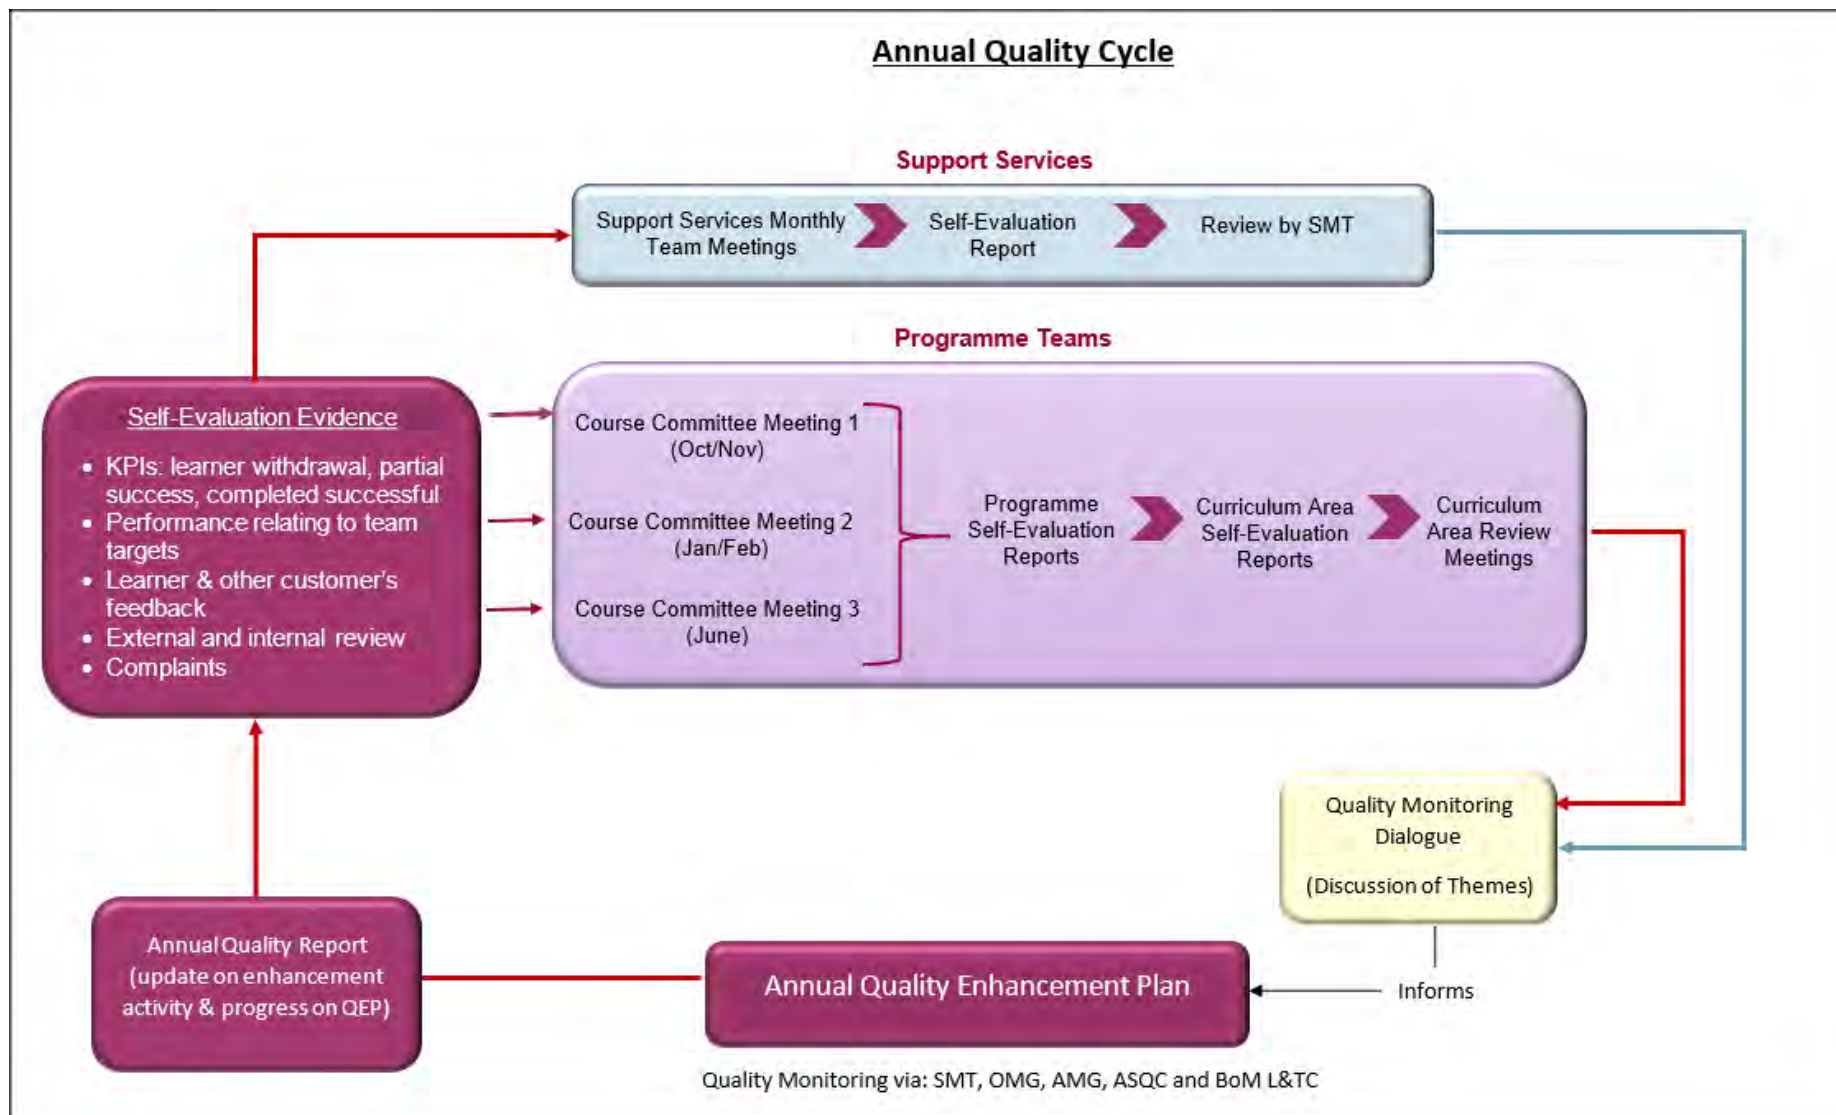 Annual Quality Cycle
Support Services
Support Services Monthly
Team Meetings
Self-Evaluation
Report
Review by SMT
Programme Teams
Self-Evaluation Evidence
• KPIs: learner withdrawal, partial
success, completed successful
• Performance relating to team
targets
• Learner & other customer's
feedback
• External and internal review
• Complaints
Course Committee Meeting 1
(Oct/Nov)
Course Committee Meeting 2
(Jan/Feb)
Course Committee Meeting 3
(June)
Programme
Self-Evaluation
Reports
Curriculum Area
Self-Evaluation
Reports
Curriculum
Area Review
Meetings
Quality Monitoring
Dialogue
(Discussion of Themes)
Informs
Annual Quality Enhancement Plan
Annual Quality Report
(update on enhancement
activity & progress on QEP)
Quality Monitoring via: SMT, OMG, AMG, ASQC and BoM L&TC